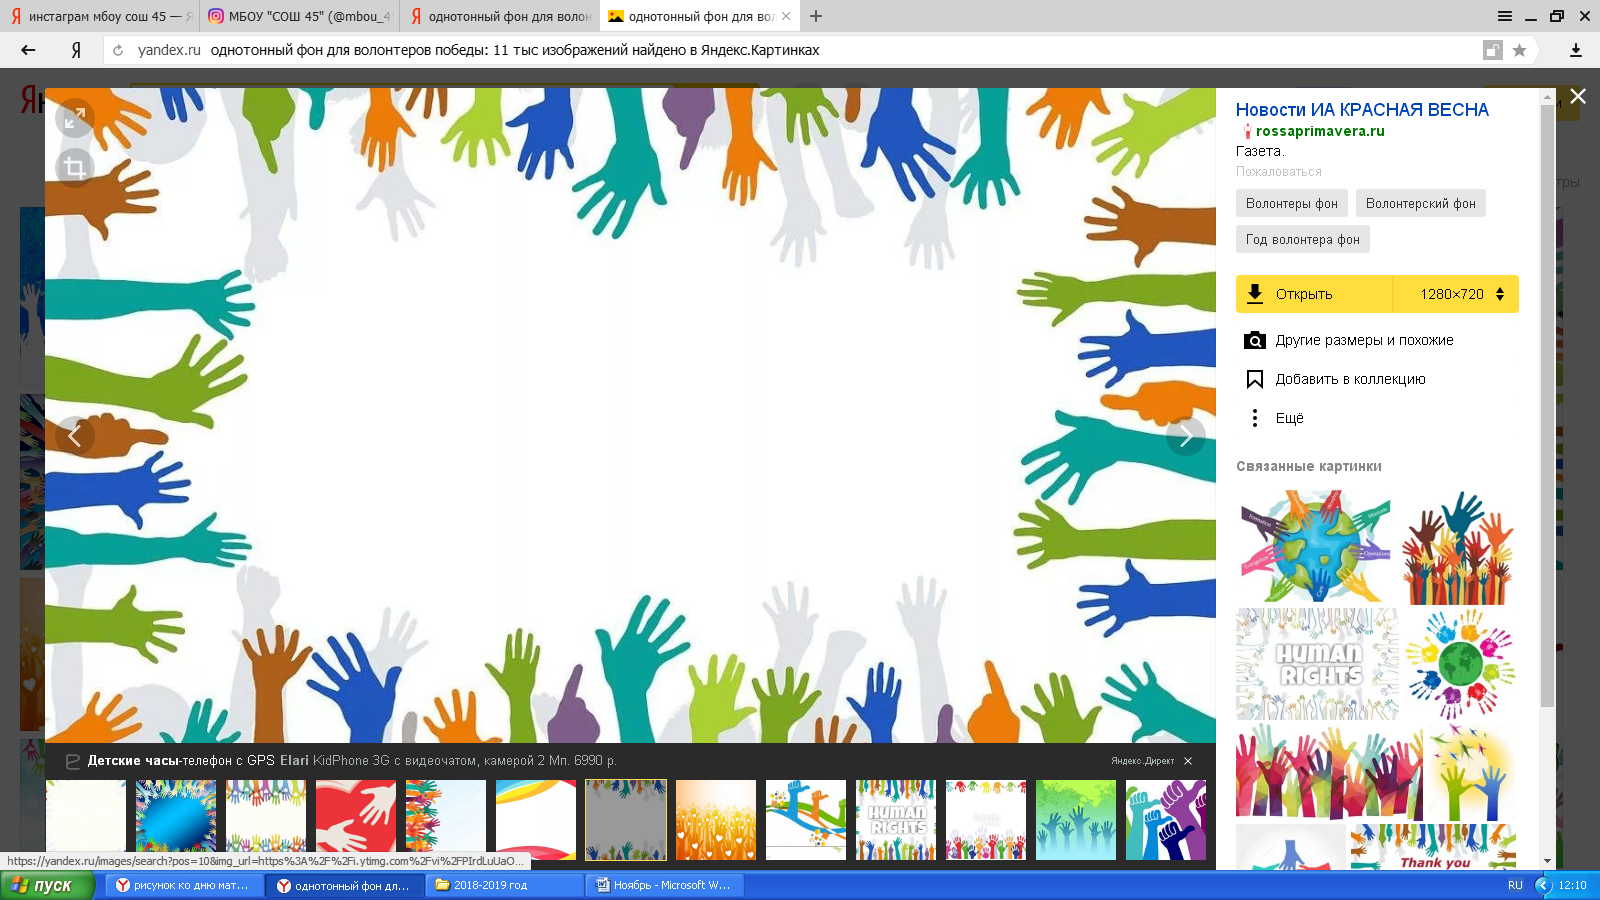 инстаграм мбоу сош 45 —
МБОУ "СОШ 45" (@mbou_4
однотонный фон для волон
однотонный фон для вол
yandex.ru однотонный фон для волонтеров победы: 11 тыс изображений найдено в Яндекс.Картинках
Новости ИА КРАСНАЯ ВЕСНА
rossaprimavera.ru
Газета.
Пожаловаться
Волонтеры фон
Волонтерский фон
Год волонтера фон
Открыть
1280×720
Другие размеры и похожие
Добавить в коллекцию
Ещё
Связанные картинки
HUMAN
RIGHTS
Thank you
Детские часы-телефон с GPS Elari KidPhone 3G с видеочатом, камерой 2 Мп. 6990 р.
Яндекс.Директ
HUMAN
RIGHTS
https://yandex.ru/images/search?pos=10&img_url=https%3A%2F%2Fi.ytimg.com%2Fvi%2FPIrdLuUaO...
пуск
рисунок ко дню мат...
однотонный фон дл...
2018-2019 год
Ноябрь - Microsoft W...
RU
12:10